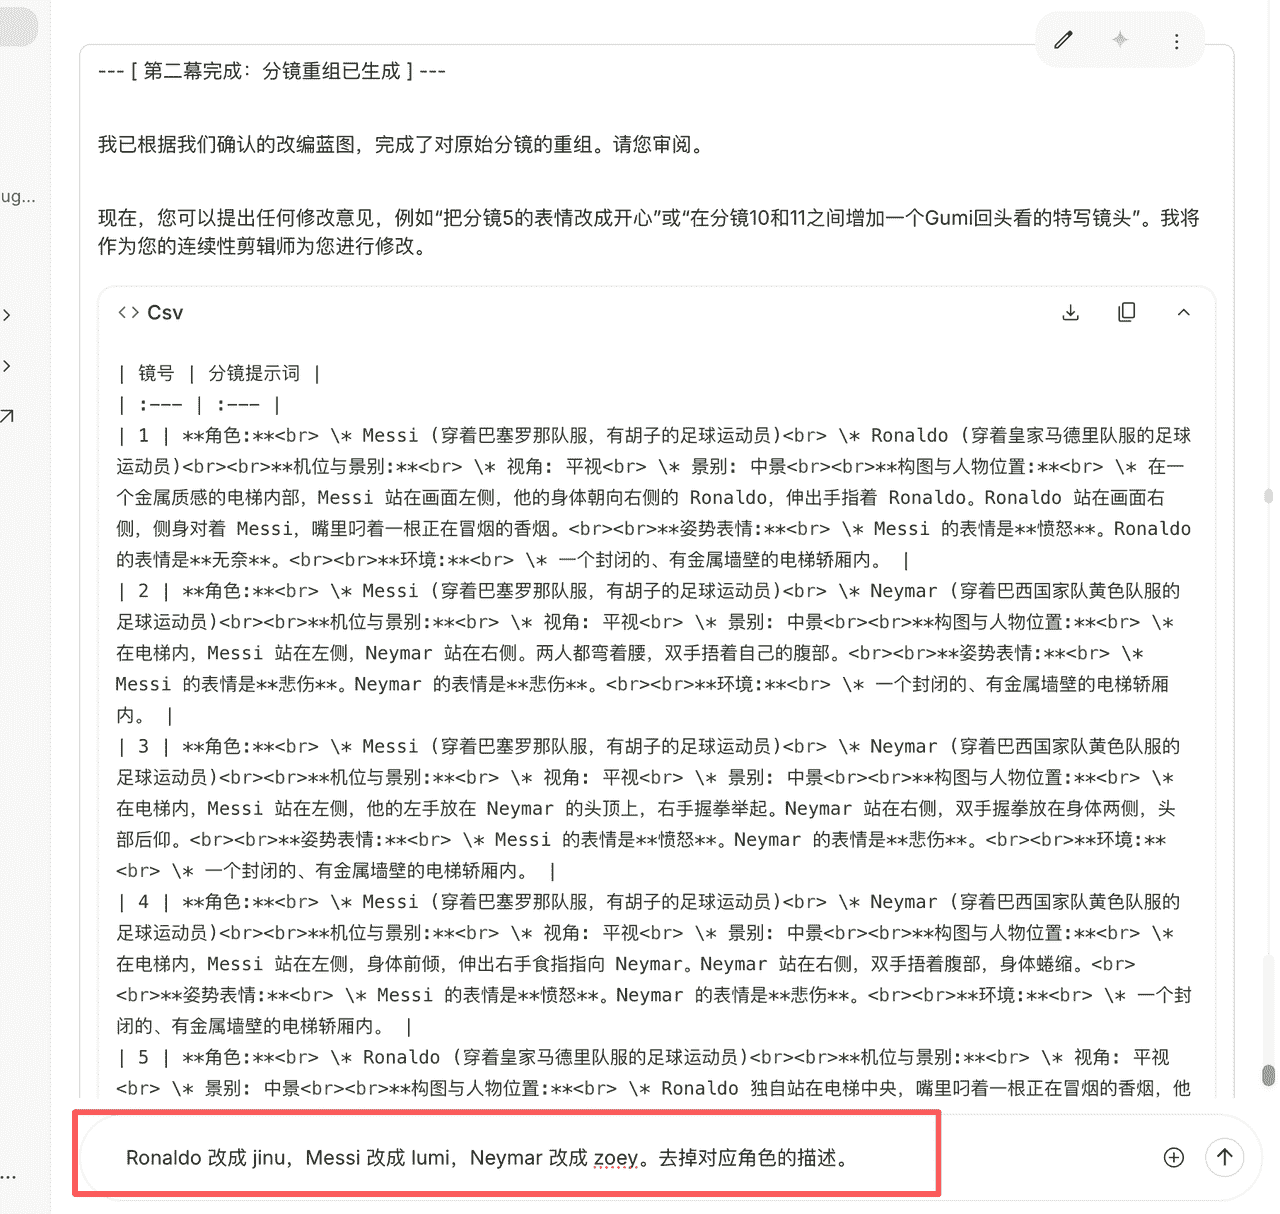 --- [ 第二幕完成：分镜重组已生成 ] ---
我已根据我们确认的改编蓝图，完成了对原始分镜的重组。请您审阅。
ug...
现在，您可以提出任何修改意见，例如“把分镜5的表情改成开心”或“在分镜10和11之间增加一个Gumi回头看的特写镜头”。我将
作为您的连续性剪辑师为您进行修改。
<> Csv
| 镜号 | 分镜提示词 |
| :--- | :--- |
| 1 | **角色:**<br> \* Messi (穿着巴塞罗那队服，有胡子的足球运动员)<br> \* Ronaldo (穿着皇家马德里队服的足球
运动员)<br><br>**机位与景别:**<br> \* 视角: 平视<br> \* 景别: 中景<br><br>**构图与人物位置:**<br> \* 在一
个金属质感的电梯内部，Messi 站在画面左侧，他的身体朝向右侧的 Ronaldo，伸出手指着 Ronaldo。Ronaldo 站在画面右
侧，侧身对着 Messi，嘴里叼着一根正在冒烟的香烟。<br><br>**姿势表情:**<br> \* Messi 的表情是**愤怒**。Ronaldo
的表情是**无奈**。<br><br>**环境:**<br> \* 一个封闭的、有金属墙壁的电梯轿厢内。 |
| 2 | **角色:**<br> \* Messi (穿着巴塞罗那队服，有胡子的足球运动员)<br> \* Neymar (穿着巴西国家队黄色队服的
足球运动员)<br><br>**机位与景别:**<br> \* 视角: 平视<br> \* 景别: 中景<br><br>**构图与人物位置:**<br> \*
在电梯内，Messi 站在左侧，Neymar 站在右侧。两人都弯着腰，双手捂着自己的腹部。<br><br>**姿势表情:**<br> \*
Messi 的表情是**悲伤**。Neymar 的表情是**悲伤**。<br><br>**环境:**<br> \* 一个封闭的、有金属墙壁的电梯轿厢
内。 |
| 3 | **角色:**<br> \* Messi (穿着巴塞罗那队服，有胡子的足球运动员)<br> \* Neymar (穿着巴西国家队黄色队服的
足球运动员)<br><br>**机位与景别:**<br> \* 视角: 平视<br> \* 景别: 中景<br><br>**构图与人物位置:**<br> \*
在电梯内，Messi 站在左侧，他的左手放在 Neymar 的头顶上，右手握拳举起。Neymar 站在右侧，双手握拳放在身体两侧，头
部后仰。<br><br>**姿势表情:**<br> \* Messi 的表情是**愤怒**。Neymar 的表情是**悲伤**。<br><br>**环境:**
<br> \* 一个封闭的、有金属墙壁的电梯轿厢内。 |
| 4 | **角色:**<br> \* Messi (穿着巴塞罗那队服，有胡子的足球运动员)<br> \* Neymar (穿着巴西国家队黄色队服的
足球运动员)<br><br>**机位与景别:**<br> \* 视角: 平视<br> \* 景别: 中景<br><br>**构图与人物位置:**<br> \*
在电梯内，Messi 站在左侧，身体前倾，伸出右手食指指向 Neymar。Neymar 站在右侧，双手捂着腹部，身体蜷缩。<br>
<br>**姿势表情:**<br> \* Messi 的表情是**愤怒**。Neymar 的表情是**悲伤**。<br><br>**环境:**<br> \* 一个封
闭的、有金属墙壁的电梯轿厢内。 |
| 5 | **角色:**<br> \* Ronaldo (穿着皇家马德里队服的足球运动员)<br><br>**机位与景别:**<br> \* 视角: 平视
<br> \* 景别: 中景<br><br>**构图与人物位置:**<br> \* Ronaldo 独自站在电梯中央，嘴里叼着一根正在冒烟的香烟，他
Ronaldo 改成 jinu，Messi 改成 lumi，Neymar 改成 zoey。去掉对应角色的描述。
...